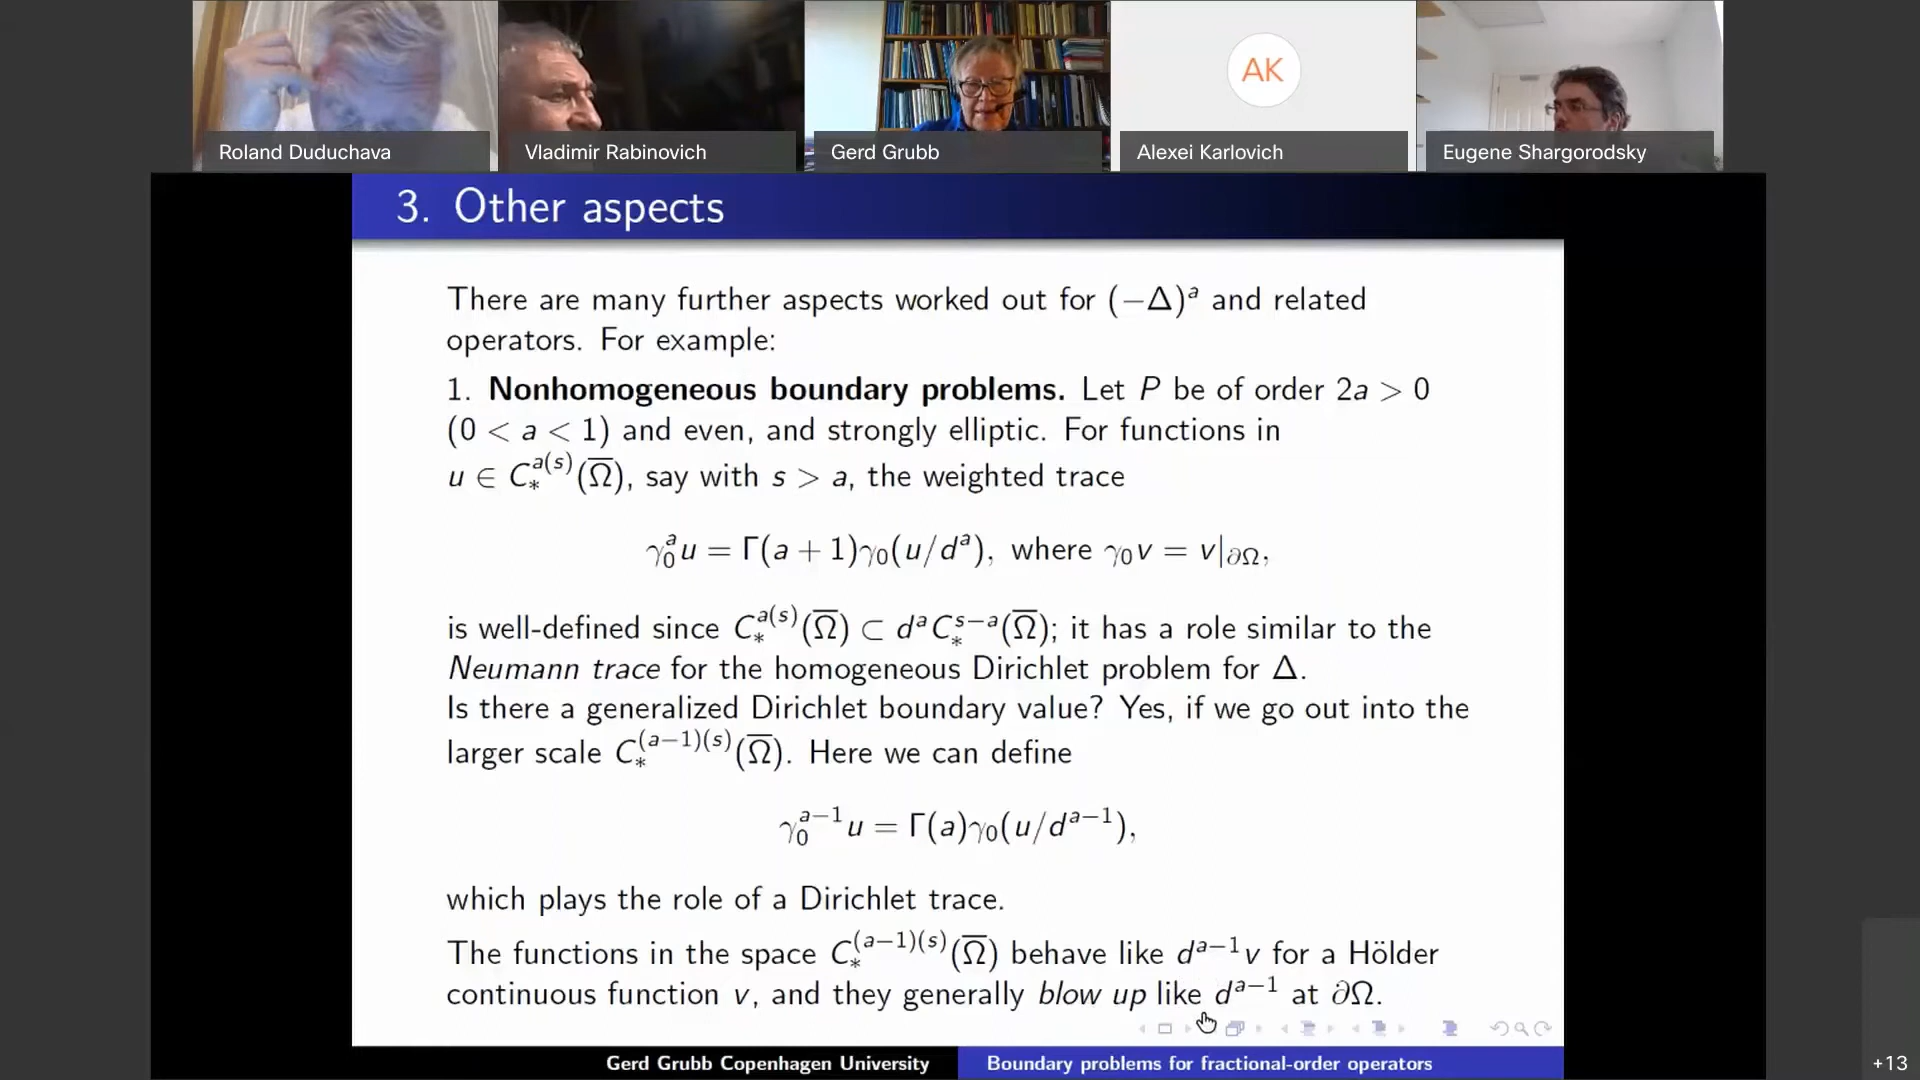 Roland Duduchava
Vladimir Rabinovich
Gerd Grubb
AK
Alexei Karlovich
Eugene Shargorodsky
3. Other aspects
There are many further aspects worked out for (−Δ)ᵃ and related
operators. For example:
1. Nonhomogeneous boundary problems. Let P be of order 2a > 0
(0 < a < 1) and even, and strongly elliptic. For functions in
u ∈ C_*^{a(s)}(Ω̅), say with s > a, the weighted trace
γ₀ᵃu = Γ(a + 1)γ₀(u/dᵃ), where γ₀v = v|_{∂Ω},
is well-defined since C_*^{a(s)}(Ω̅) ⊂ dᵃC_*^{s−a}(Ω̅); it has a role similar to the
Neumann trace for the homogeneous Dirichlet problem for Δ.
Is there a generalized Dirichlet boundary value? Yes, if we go out into the
larger scale C_*^{(a−1)(s)}(Ω̅). Here we can define
γ₀^{a−1}u = Γ(a)γ₀(u/d^{a−1}),
which plays the role of a Dirichlet trace.
The functions in the space C_*^{(a−1)(s)}(Ω̅) behave like d^{a−1}v for a Hölder
continuous function v, and they generally blow up like d^{a−1} at ∂Ω.
Gerd Grubb Copenhagen University
Boundary problems for fractional-order operators
+13